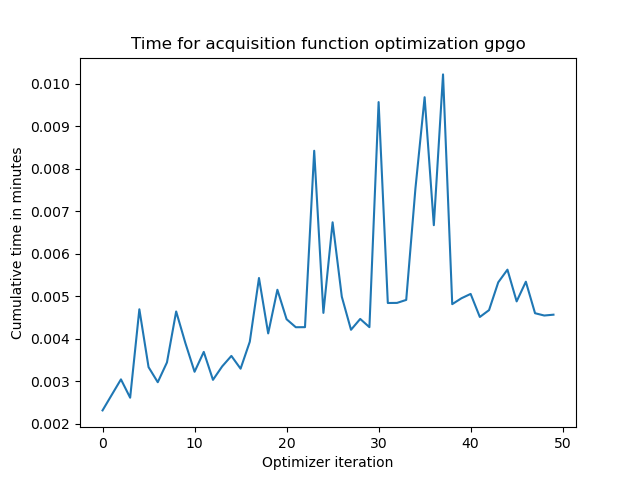 Time for acquisition function optimization gpgo
Cumulative time in minutes
0.010
0.009
0.008
0.007
0.006
0.005
0.004
0.003
0.002
0 10 20 30 40 50
Optimizer iteration